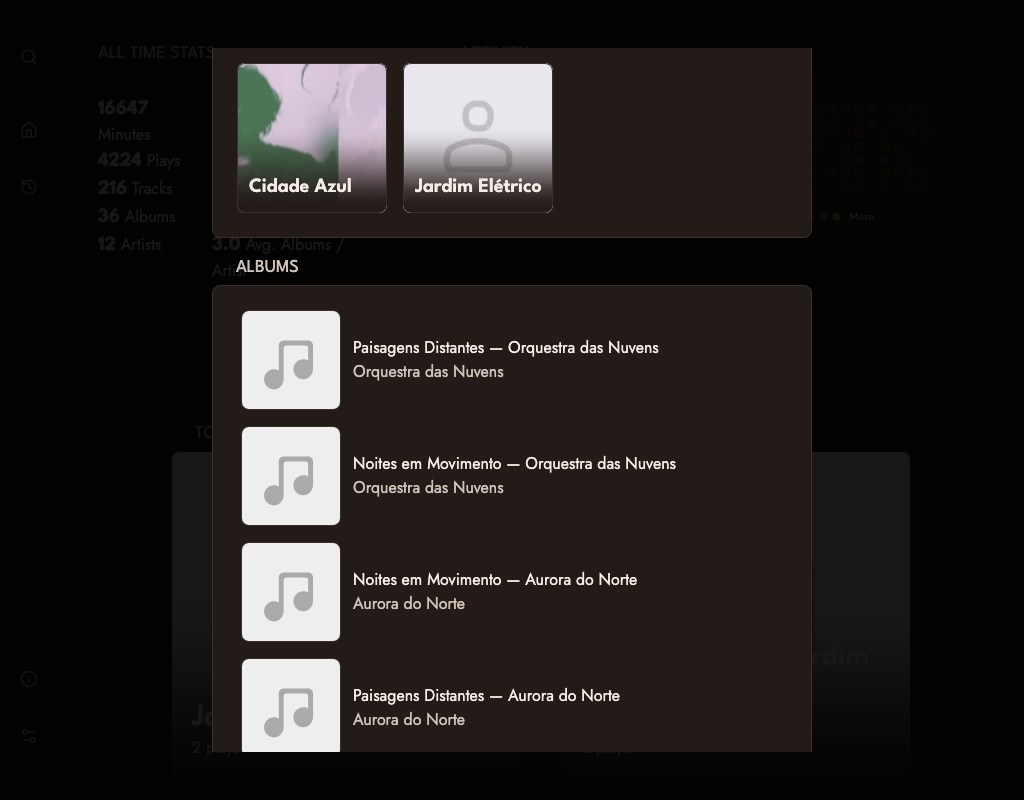 ALL TIME STATS
16647
Minutes
4224 Plays
216 Tracks
36 Albums
12 Artists
3.0 Avg. Albums /
More
Cidade Azul
Jardim Elétrico
ALBUMS
Paisagens Distantes — Orquestra das Nuvens
Orquestra das Nuvens
Noites em Movimento — Orquestra das Nuvens
Orquestra das Nuvens
Noites em Movimento — Aurora do Norte
Aurora do Norte
Paisagens Distantes — Aurora do Norte
Aurora do Norte